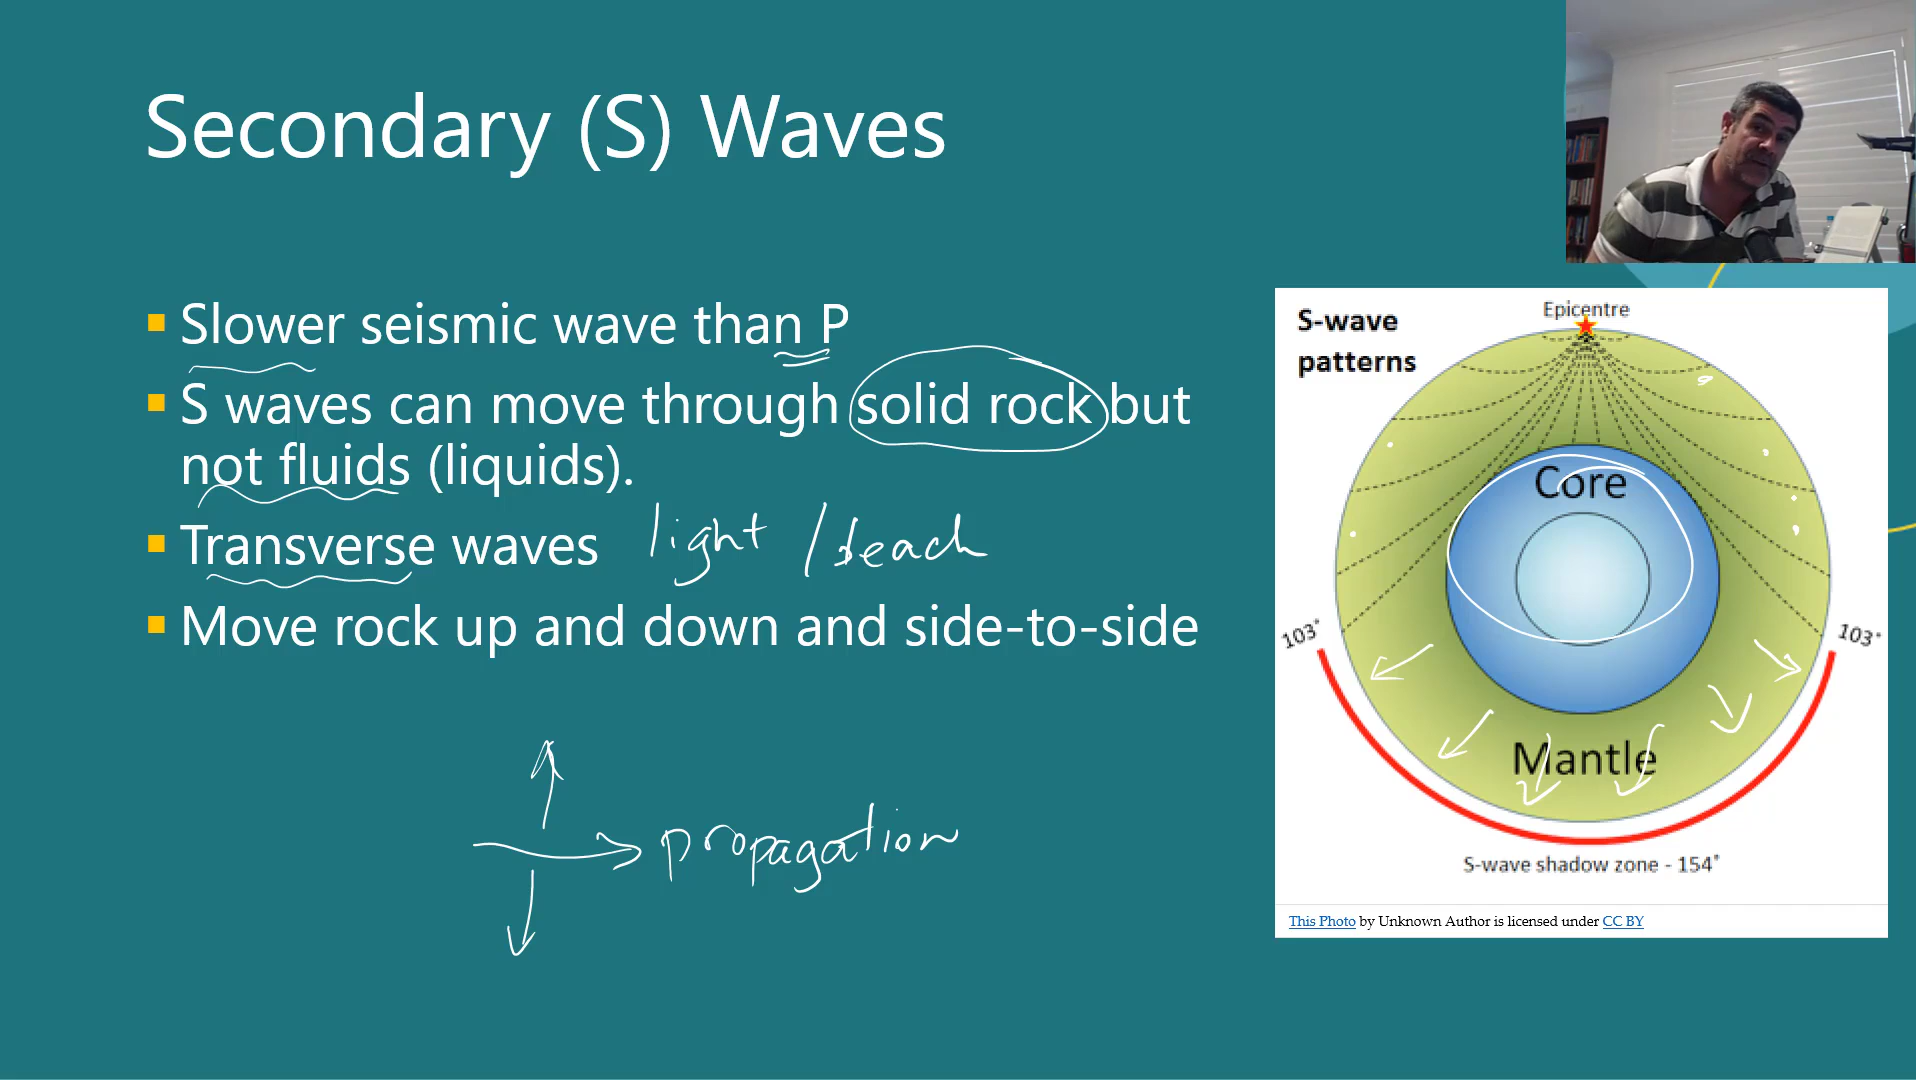 Secondary (S) Waves
Slower seismic wave than P
S waves can move through solid rock but
not fluids (liquids).
Transverse waves light / beach
Move rock up and down and side-to-side
propagation
S-wave
patterns
Epicentre
Core
103°
103°
Mantle
S-wave shadow zone - 154°
This Photo by Unknown Author is licensed under CC BY